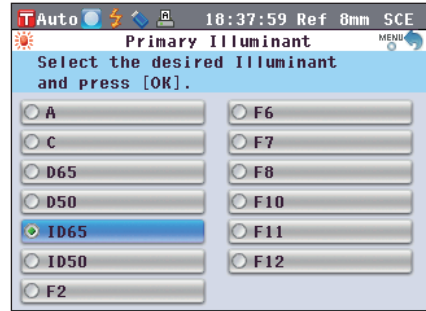 T Auto 18:37:59 Ref 8mm SCE
Primary Illuminant MENU
Select the desired Illuminant
and press [OK].
A
C
D65
D50
ID65
ID50
F2
F6
F7
F8
F10
F11
F12